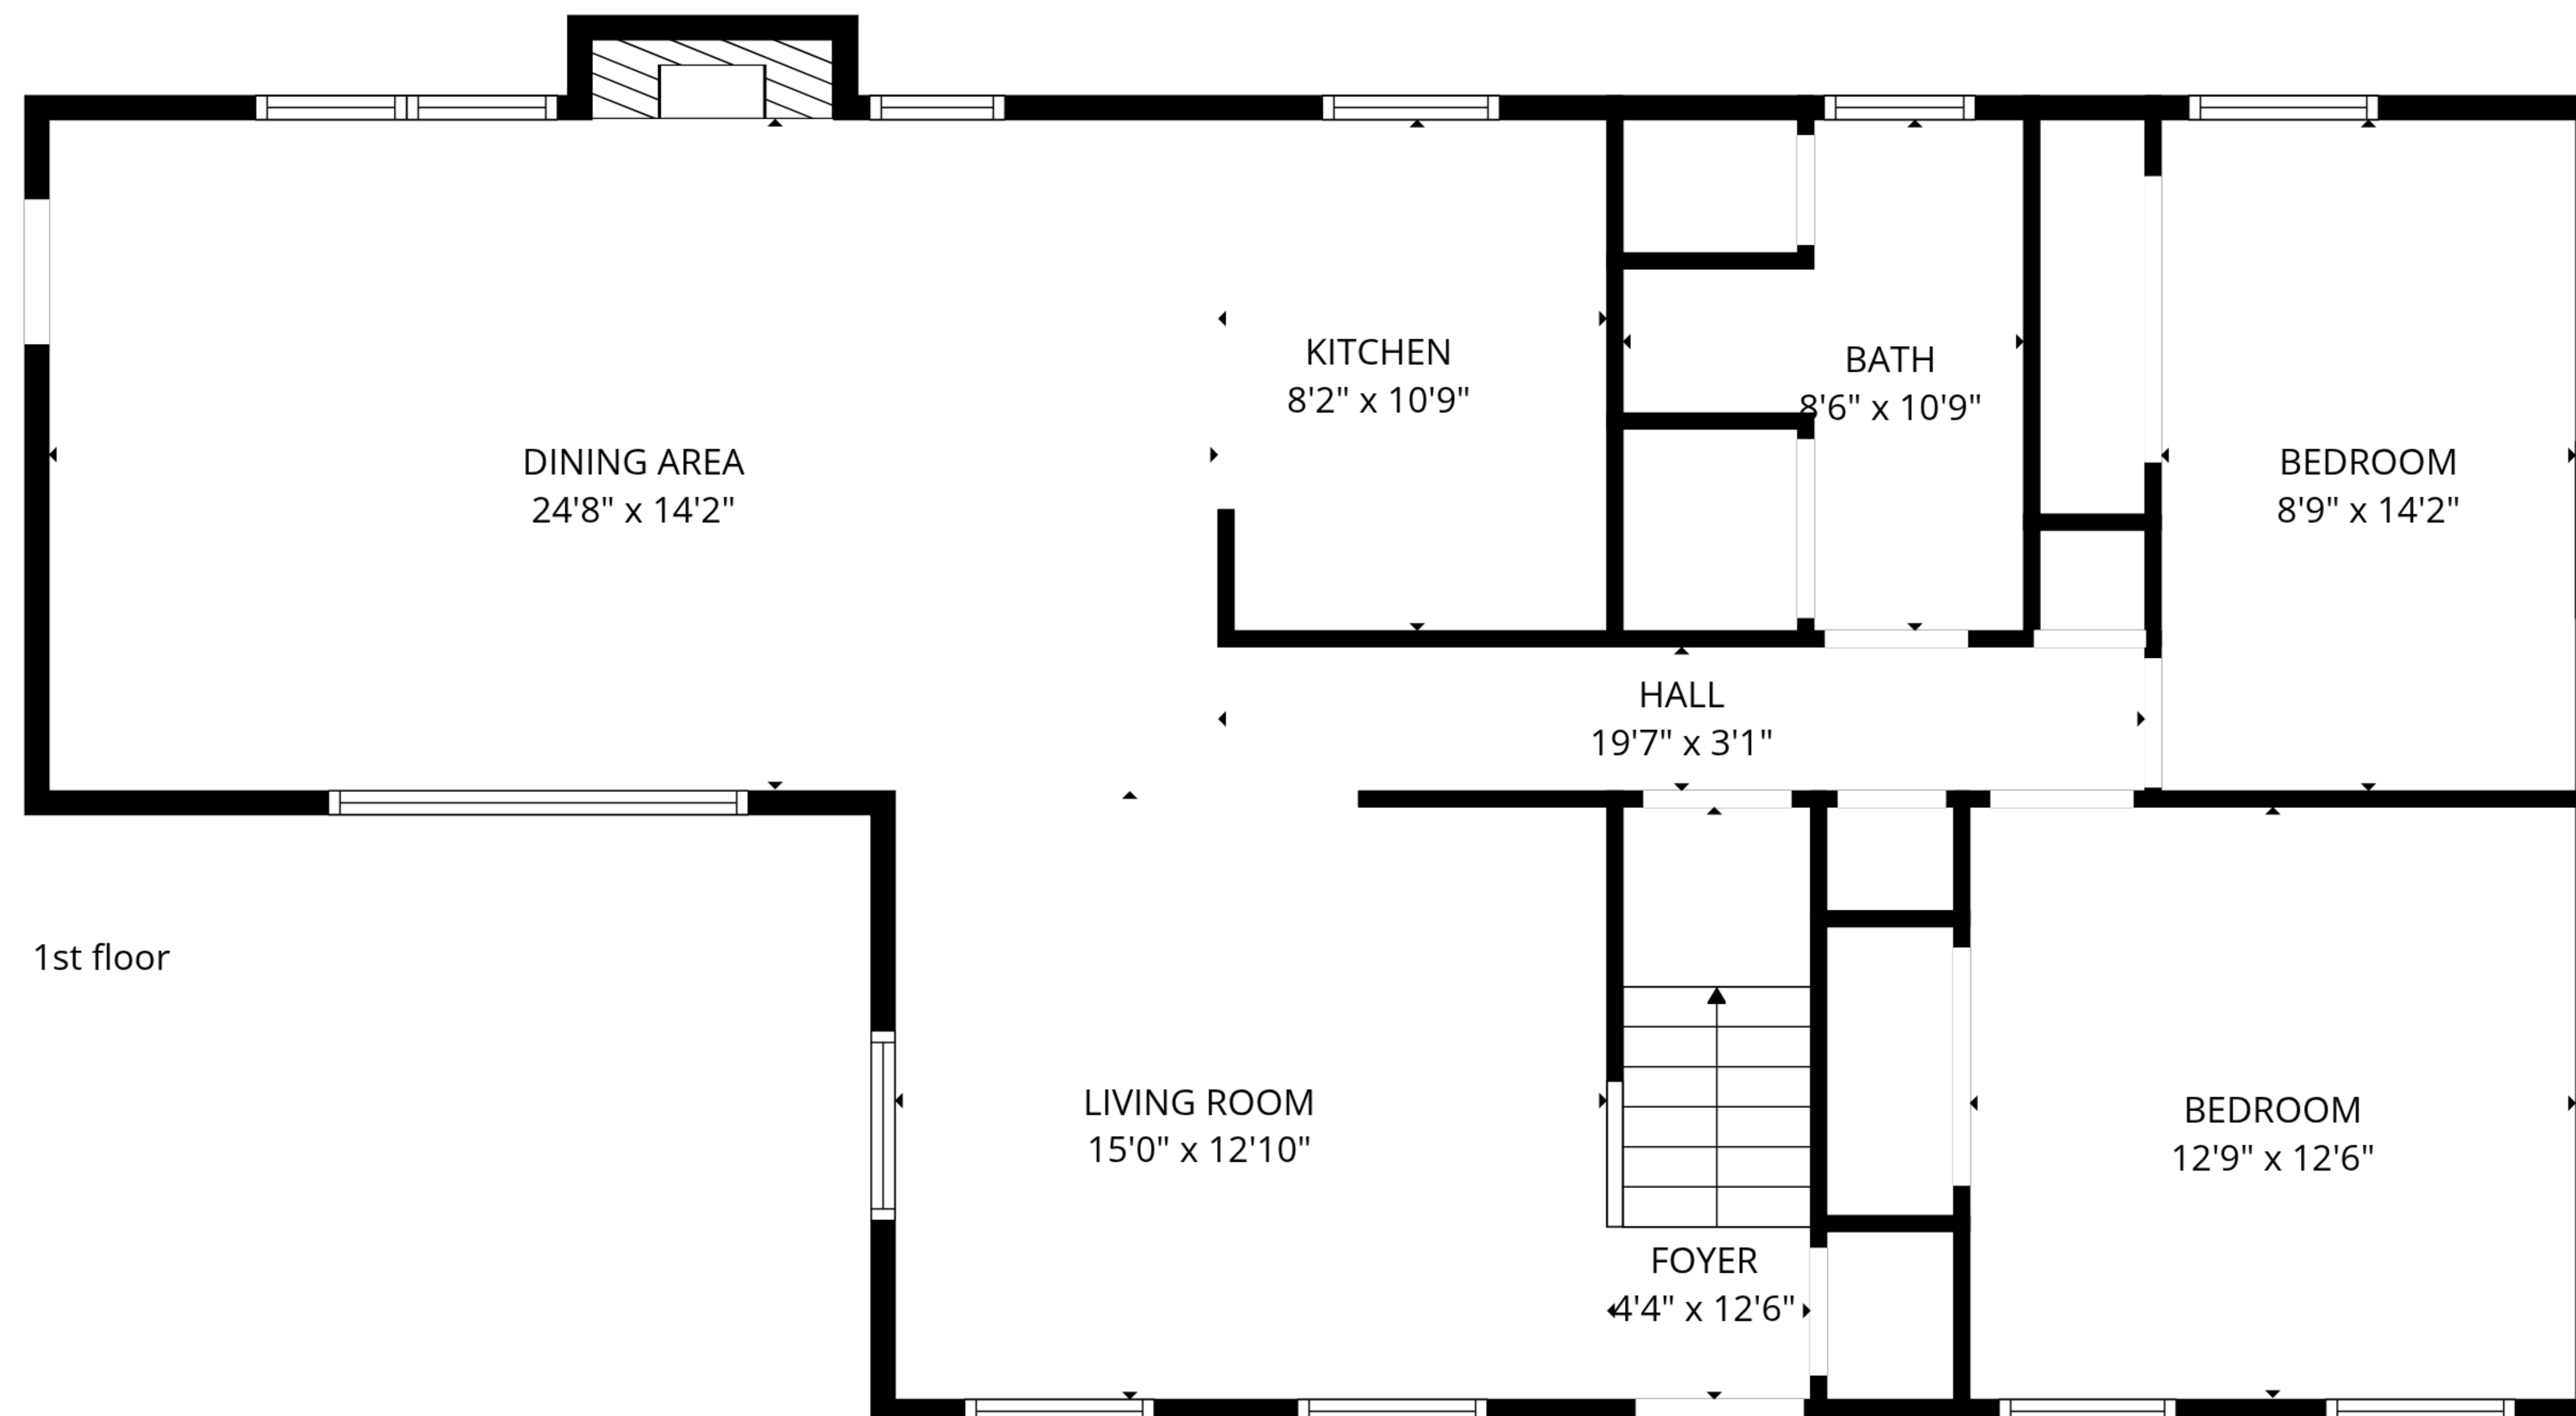 KITCHEN
8'2" x 10'9"
BATH
8'6" x 10'9"
DINING AREA
24'8" x 14'2"
BEDROOM
8'9" x 14'2"
HALL
19'7" x 3'1"
1st floor
LIVING ROOM
15'0" x 12'10"
BEDROOM
12'9" x 12'6"
FOYER
4'4" x 12'6"